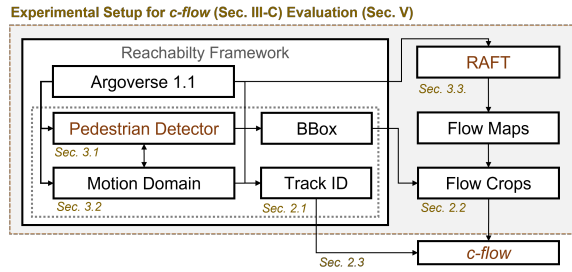 Experimental Setup for c-flow (Sec. III-C) Evaluation (Sec. V)
Reachabilty Framework
Argoverse 1.1
RAFT
Sec. 3.3.
Pedestrian Detector
BBox
Flow Maps
Sec. 3.1
Motion Domain
Track ID
Flow Crops
Sec. 3.2
Sec. 2.1
Sec. 2.2
c-flow
Sec. 2.3